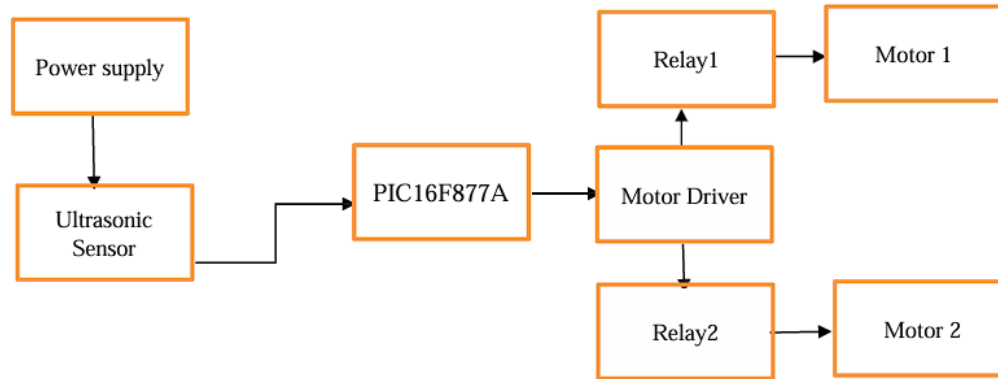 Power supply
Ultrasonic
Sensor
PIC16F877A
Motor Driver
Relay1
Motor 1
Relay2
Motor 2